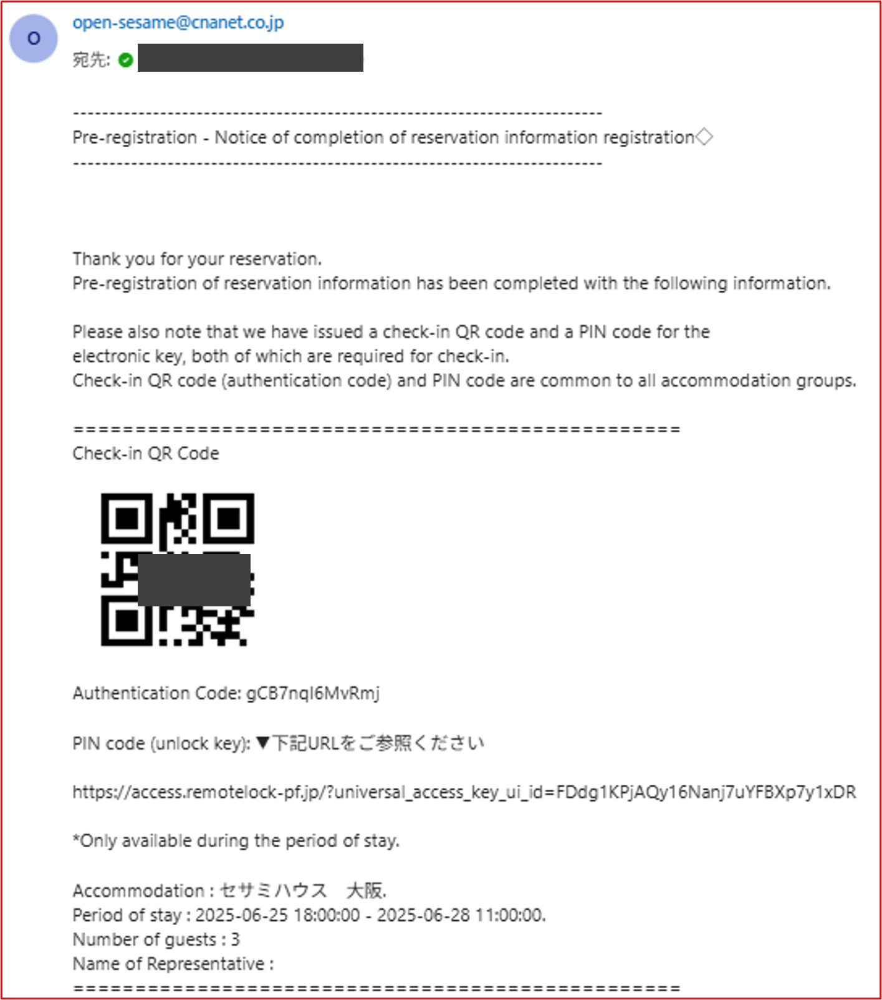 open-sesame@cnanet.co.jp
O
宛先:
-------------------------------------------------------------------------
Pre-registration - Notice of completion of reservation information registration◇
-------------------------------------------------------------------------
Thank you for your reservation.
Pre-registration of reservation information has been completed with the following information.
Please also note that we have issued a check-in QR code and a PIN code for the
electronic key, both of which are required for check-in.
Check-in QR code (authentication code) and PIN code are common to all accommodation groups.
==================================================
Check-in QR Code
Authentication Code: gCB7nqI6MvRmj
PIN code (unlock key): ▼下記URLをご参照ください
https://access.remotelock-pf.jp/?universal_access_key_ui_id=FDdg1KPjAQy16Nanj7uYFBXp7y1xDR
*Only available during the period of stay.
Accommodation : セサミハウス　大阪.
Period of stay : 2025-06-25 18:00:00 - 2025-06-28 11:00:00.
Number of guests : 3
Name of Representative :
==================================================